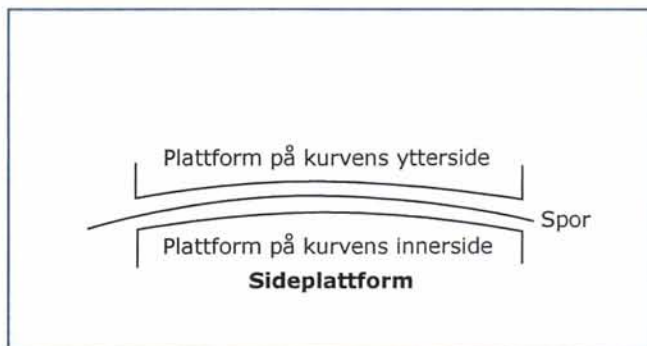 Plattform på kurvens ytterside
Spor
Plattform på kurvens innerside
Sideplattform